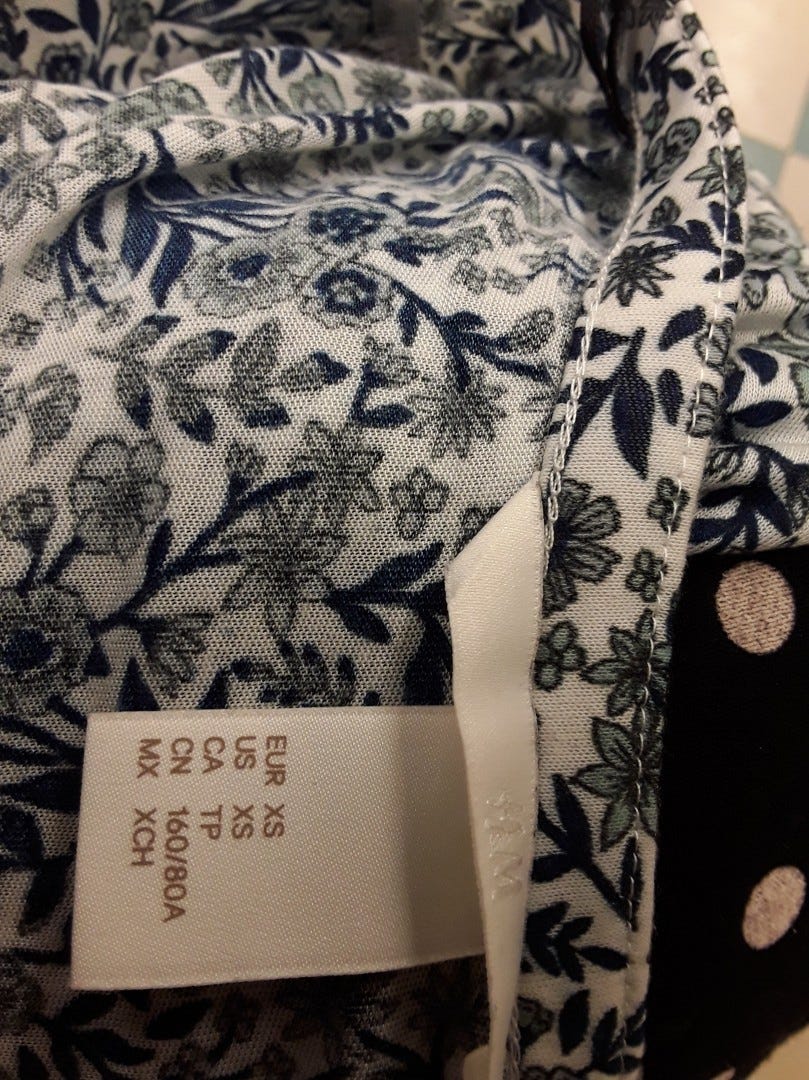 EUR XS
US XS
CA TP
CN 160/80A
MX XCH
H&M